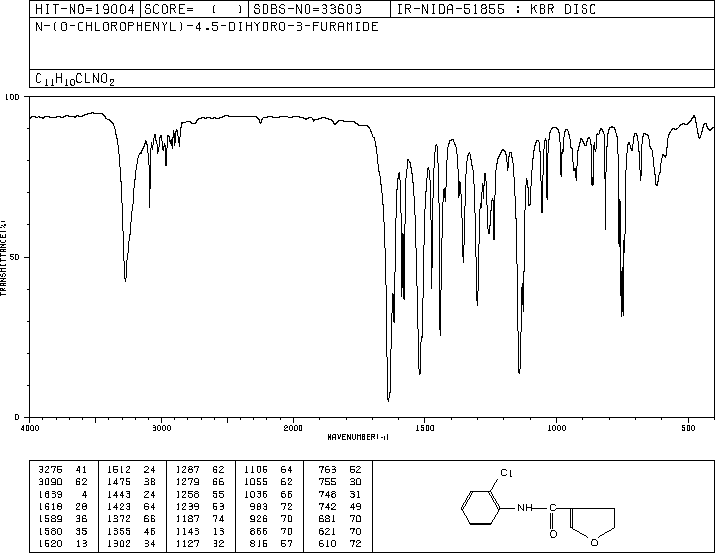 HIT-NO=19004 SCORE= ( ) SDBS-NO=33603 IR-NIDA-51855 : KBR DISC
N-(O-CHLOROPHENYL)-4,5-DIHYDRO-3-FURAMIDE
C11H10CLNO2
100
50
0
TRANSMITTANCE(%)
4000 3000 2000 1500 1000 500
WAVENUMBER(-1)
3275 41 1512 24 1287 62 1106 64 763 52
3090 62 1475 38 1279 66 1055 62 755 30
1639 4 1443 24 1258 55 1036 66 748 31
1618 28 1423 64 1239 53 983 72 742 49
1589 36 1372 66 1187 74 926 70 681 70
1580 35 1355 46 1143 13 866 70 621 70
1520 13 1302 34 1127 32 816 57 610 72
Cl
NH C
O
O